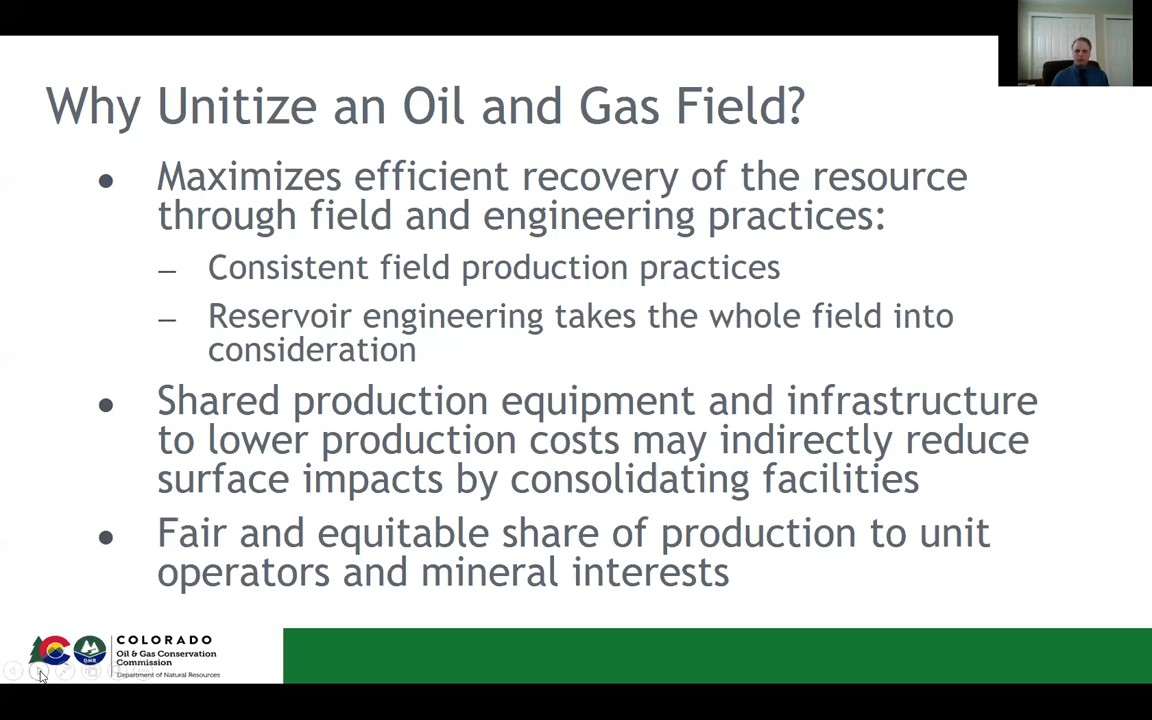 Why Unitize an Oil and Gas Field?
● Maximizes efficient recovery of the resource
through field and engineering practices:
– Consistent field production practices
– Reservoir engineering takes the whole field into
consideration
● Shared production equipment and infrastructure
to lower production costs may indirectly reduce
surface impacts by consolidating facilities
● Fair and equitable share of production to unit
operators and mineral interests
DNR
COLORADO
Oil & Gas Conservation
Commission
Department of Natural Resources